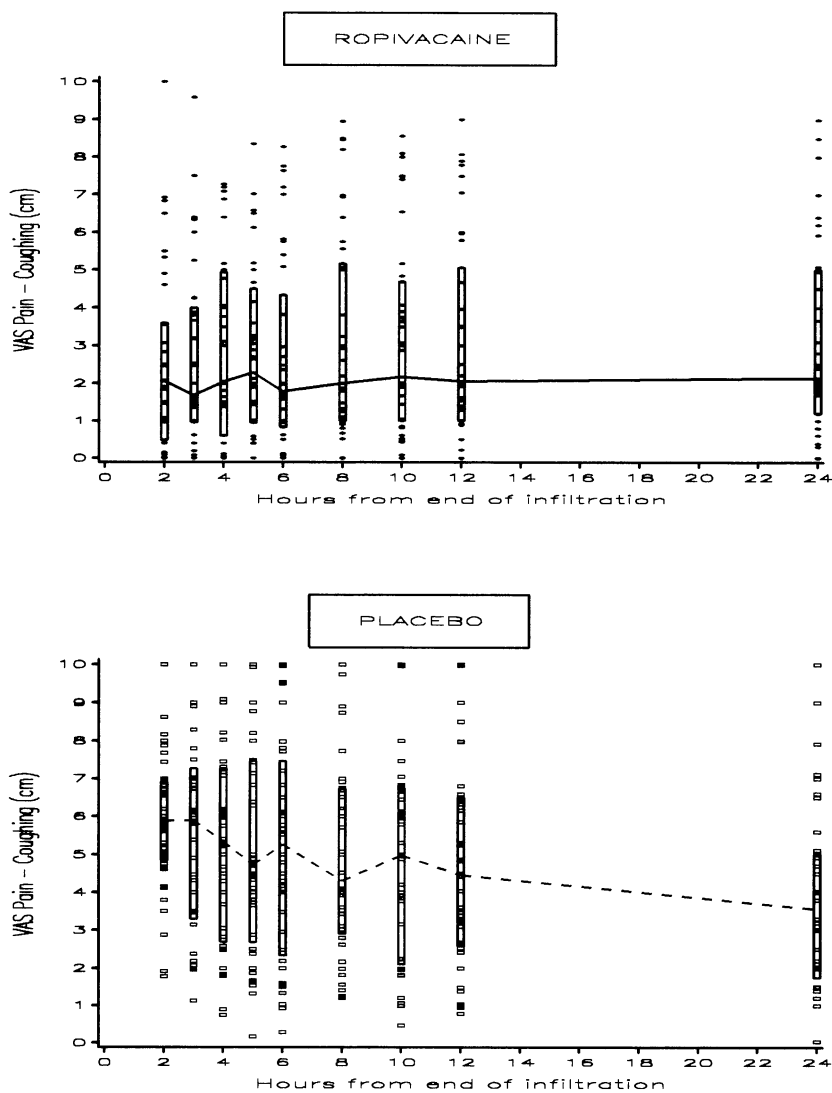 ROPIVACAINE
VAS Pain - Coughing (cm)
10
9
8
7
6
5
4
3
2
1
0
0 2 4 6 8 10 12 14 16 18 20 22 24
Hours from end of infiltration
PLACEBO
VAS Pain - Coughing (cm)
10
9
8
7
6
5
4
3
2
1
0
0 2 4 6 8 10 12 14 16 18 20 22 24
Hours from end of infiltration